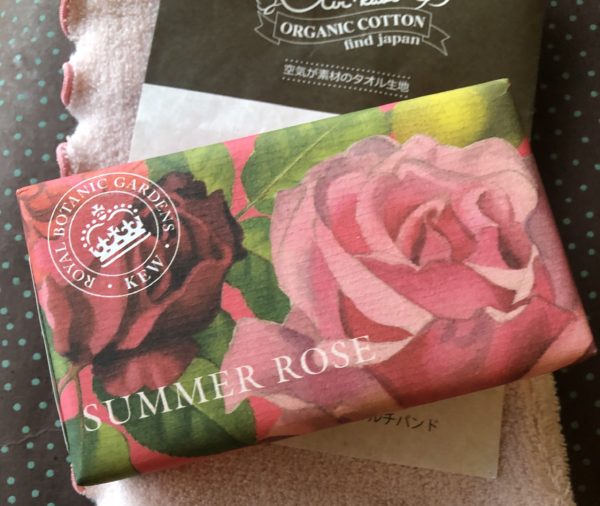 ORGANIC COTTON
find japan
空気が素材のタオル生地
ROYAL BOTANIC GARDENS
• KEW •
SUMMER ROSE
ルチバンド